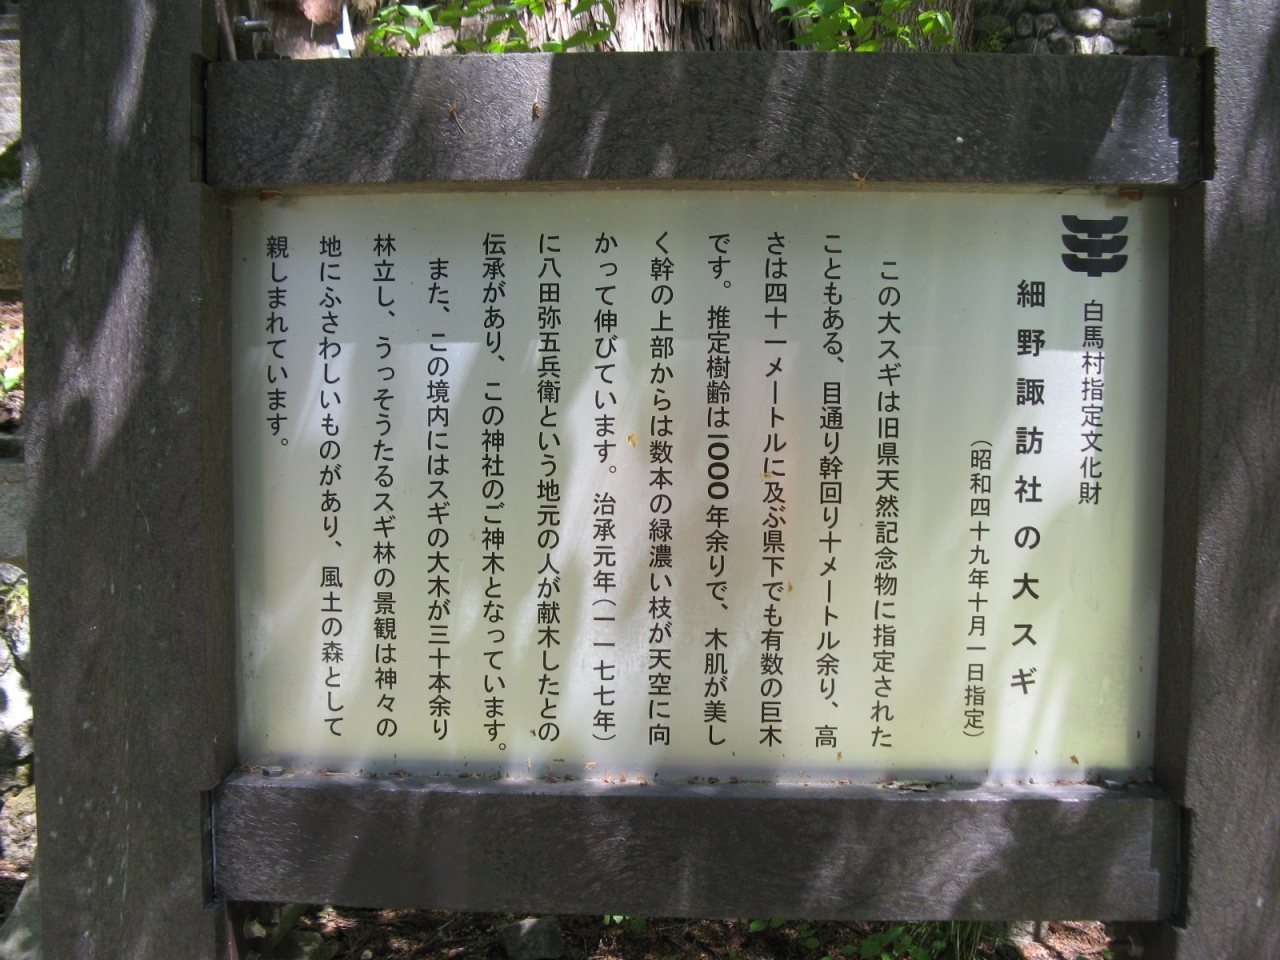 白馬村指定文化財
細野諏訪社の大スギ
（昭和四十九年十月一日指定）
この大スギは旧県天然記念物に指定された
こともある、目通り幹回り十メートル余り、高
さは四十一メートルに及ぶ県下でも有数の巨木
です。推定樹齢は一〇〇〇年余りで、木肌が美し
く幹の上部からは数本の緑濃い枝が天空に向
かって伸びています。治承元年（一一七七年）
に八田弥五兵衛という地元の人が献木したとの
伝承があり、この神社のご神木となっています。
また、この境内にはスギの大木が三十本余り
林立し、うっそうたるスギ林の景観は神々の
地にふさわしいものがあり、風土の森として
親しまれています。